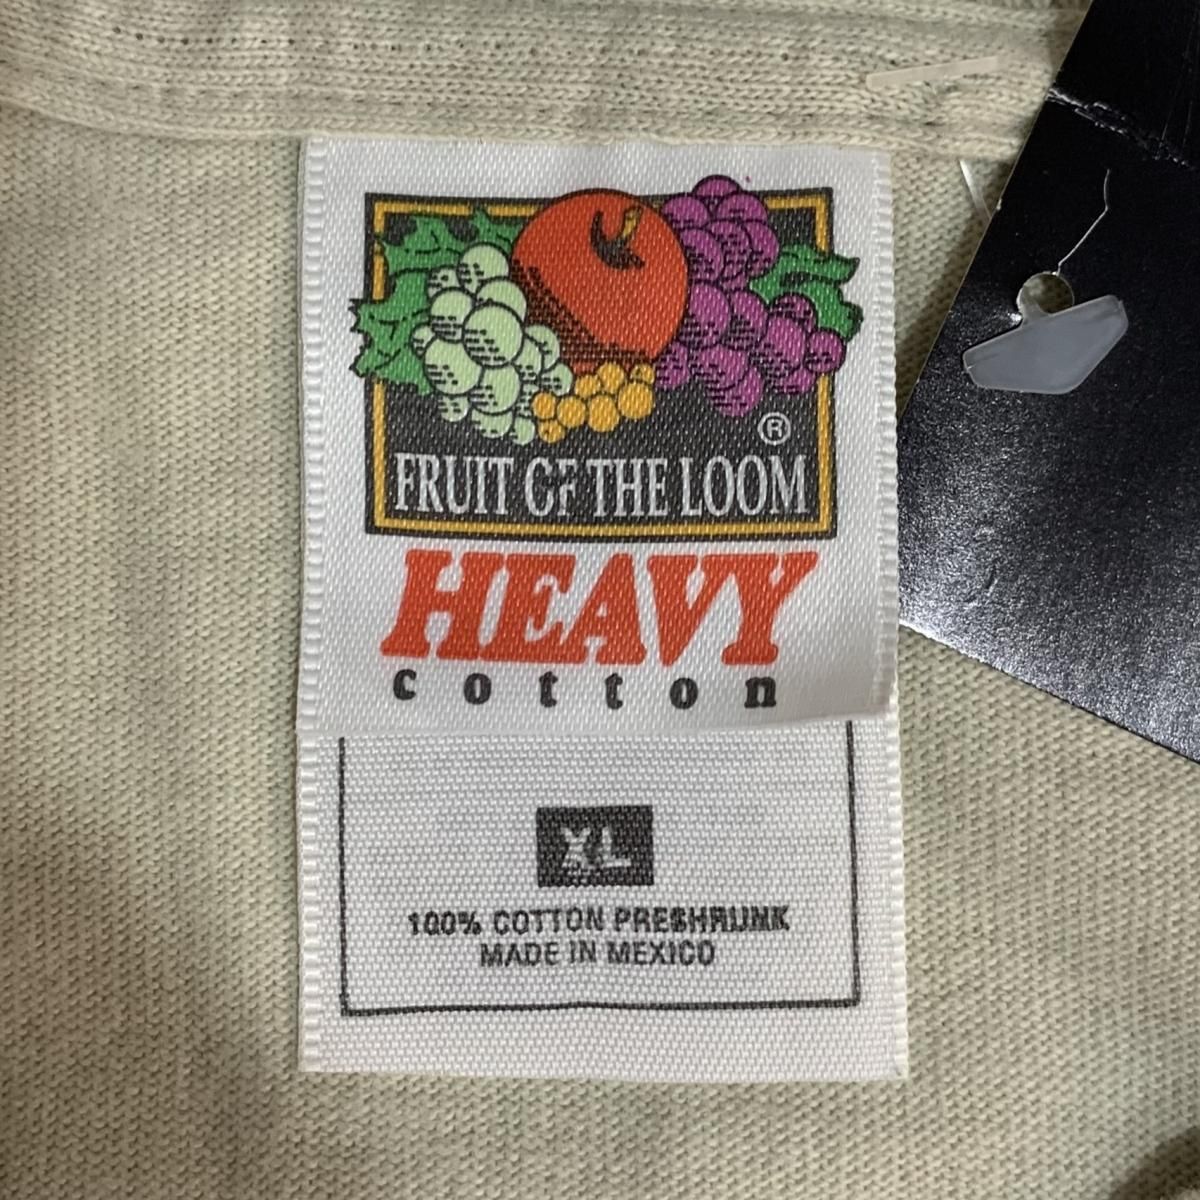 ®
FRUIT OF THE LOOM
HEAVY
cotton
XL
100% COTTON PRESHRUNK
MADE IN MEXICO